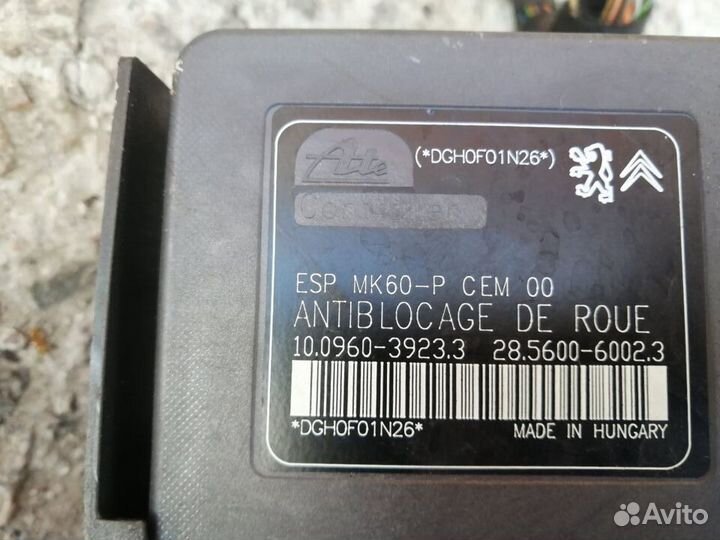 Ate (*DGH0F01N26*)
ESP MK60-P CEM 00
ANTIBLOCAGE DE ROUE
10.0960-3923.3 28.5600-6002.3
*DGH0F01N26* MADE IN HUNGARY
Avito